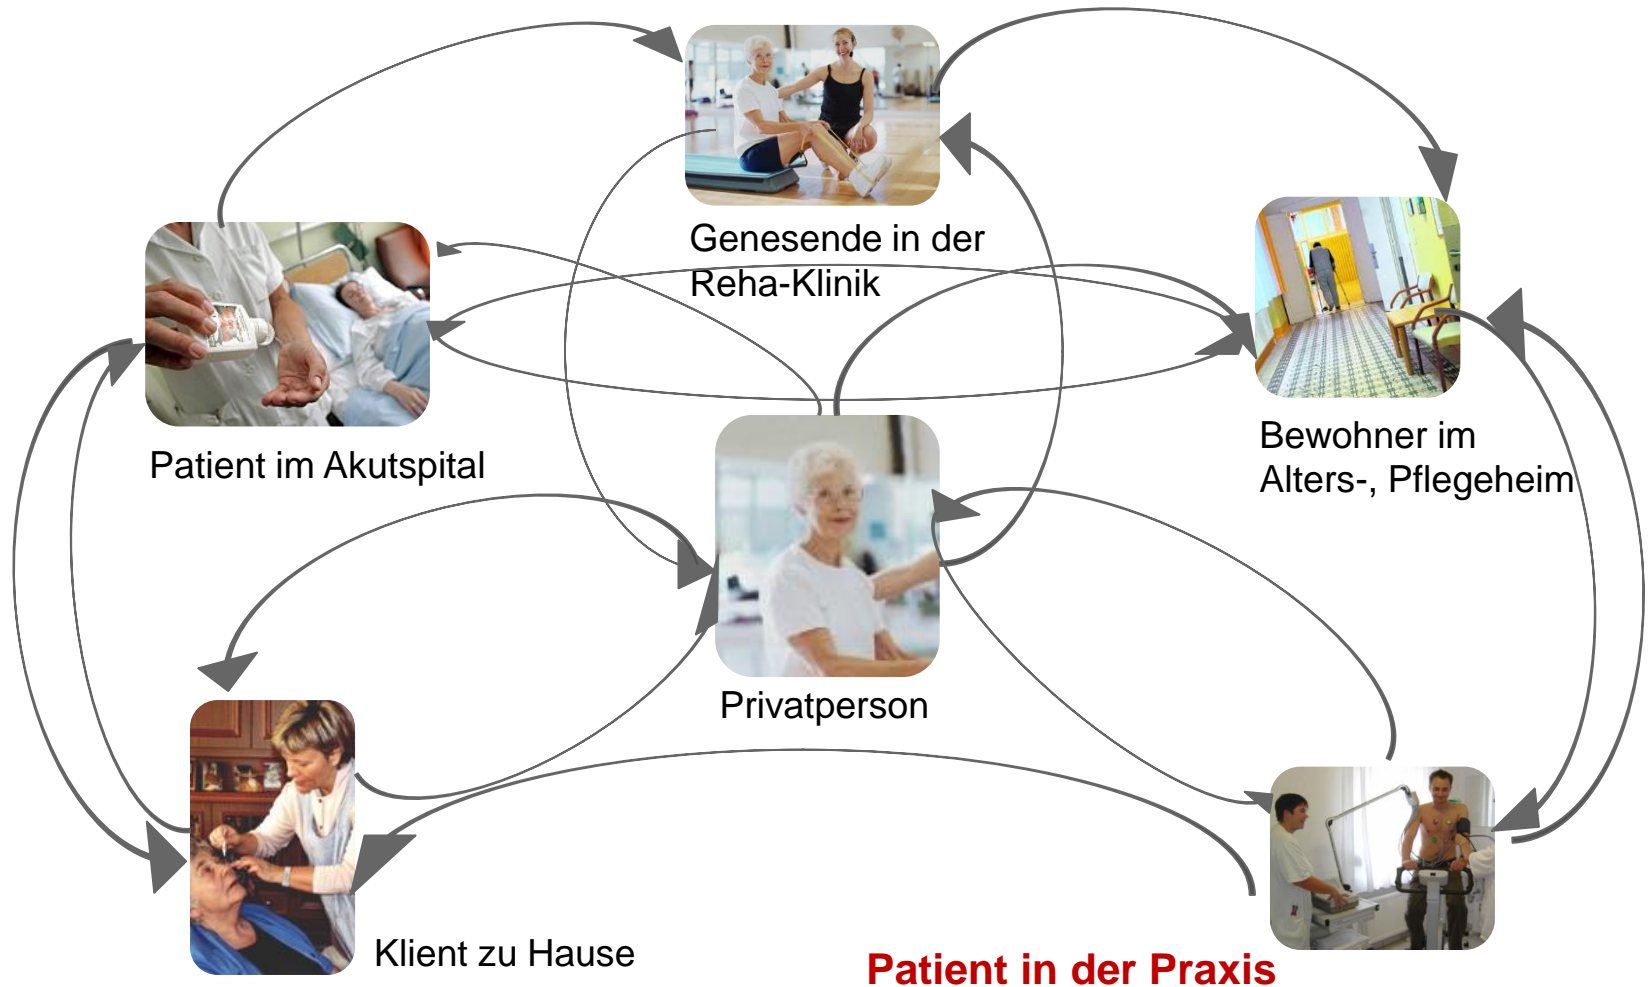 Genesende in der
Reha-Klinik
Patient im Akutspital
Bewohner im
Alters-, Pflegeheim
Privatperson
Klient zu Hause
Patient in der Praxis